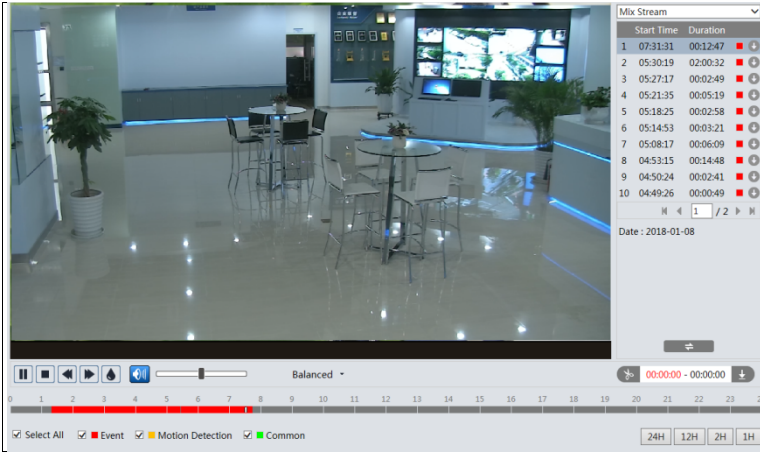 Mix Stream
Start Time Duration
1 07:31:31 00:12:47
2 05:30:19 02:00:32
3 05:27:17 00:02:49
4 05:21:35 00:05:19
5 05:18:25 00:02:58
6 05:14:53 00:03:21
7 05:08:17 00:06:09
8 04:53:15 00:14:48
9 04:50:24 00:02:41
10 04:49:26 00:00:49
1 / 2
Date : 2018-01-08
Balanced
00:00:00 - 00:00:00
0 1 2 3 4 5 6 7 8 9 10 11 12 13 14 15 16 17 18 19 20 21 22 23
Select All Event Motion Detection Common
24H 12H 2H 1H